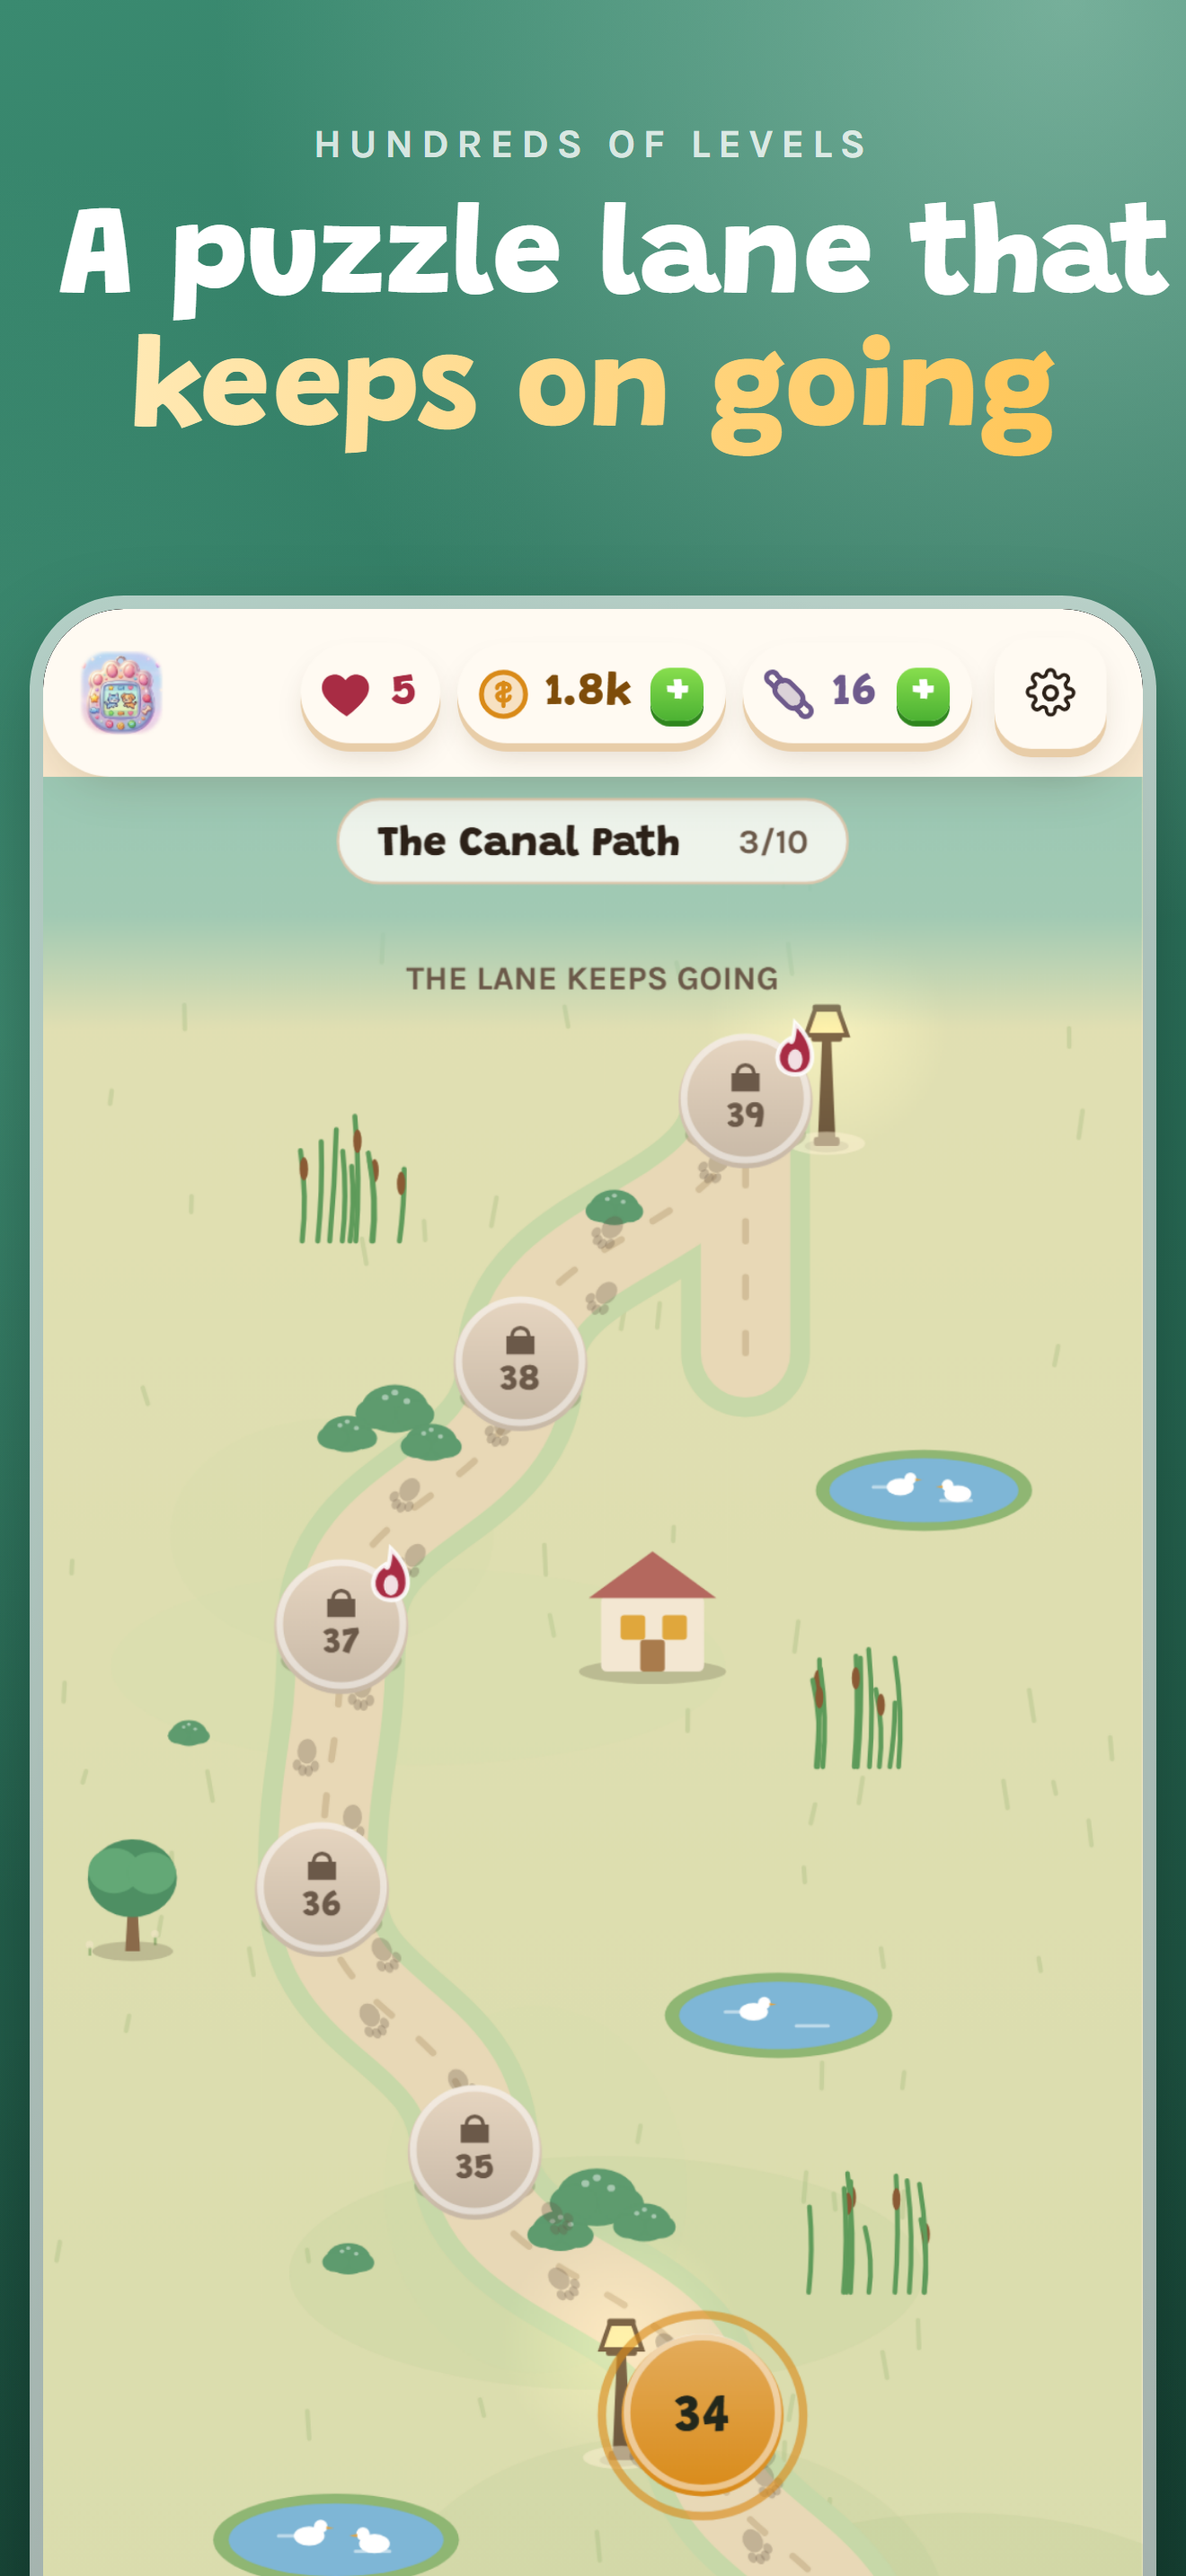 HUNDREDS OF LEVELS
A puzzle lane that
keeps on going
5 1.8k + 16 +
The Canal Path 3/10
THE LANE KEEPS GOING
39
38
37
36
35
34